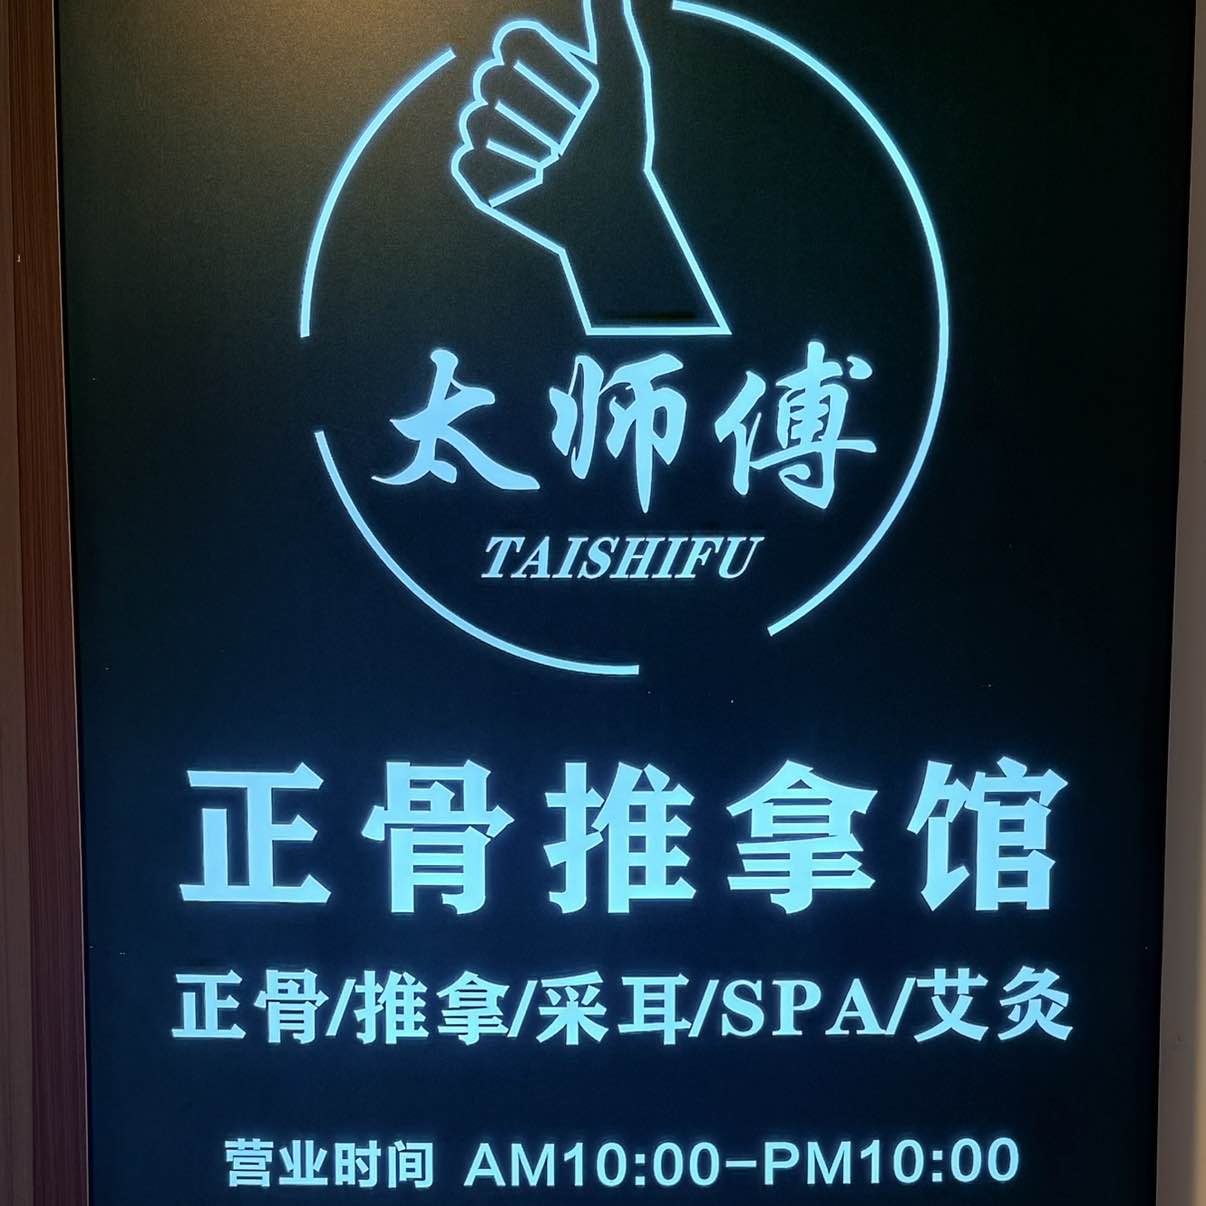 太师傅
TAISHIFU
正骨推拿馆
正骨/推拿/采耳/SPA/艾灸
营业时间 AM10:00-PM10:00